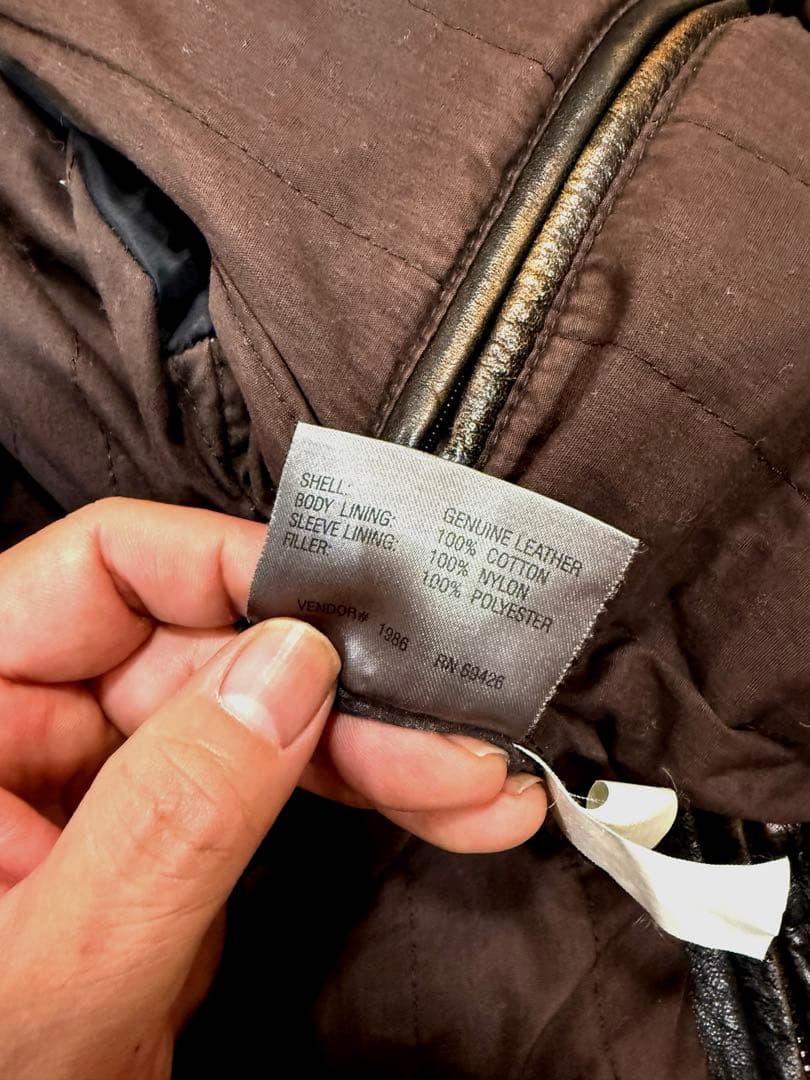 SHELL: GENUINE LEATHER
BODY LINING: 100% COTTON
SLEEVE LINING: 100% NYLON
FILLER: 100% POLYESTER
VENDOR# 1986 RN 69426